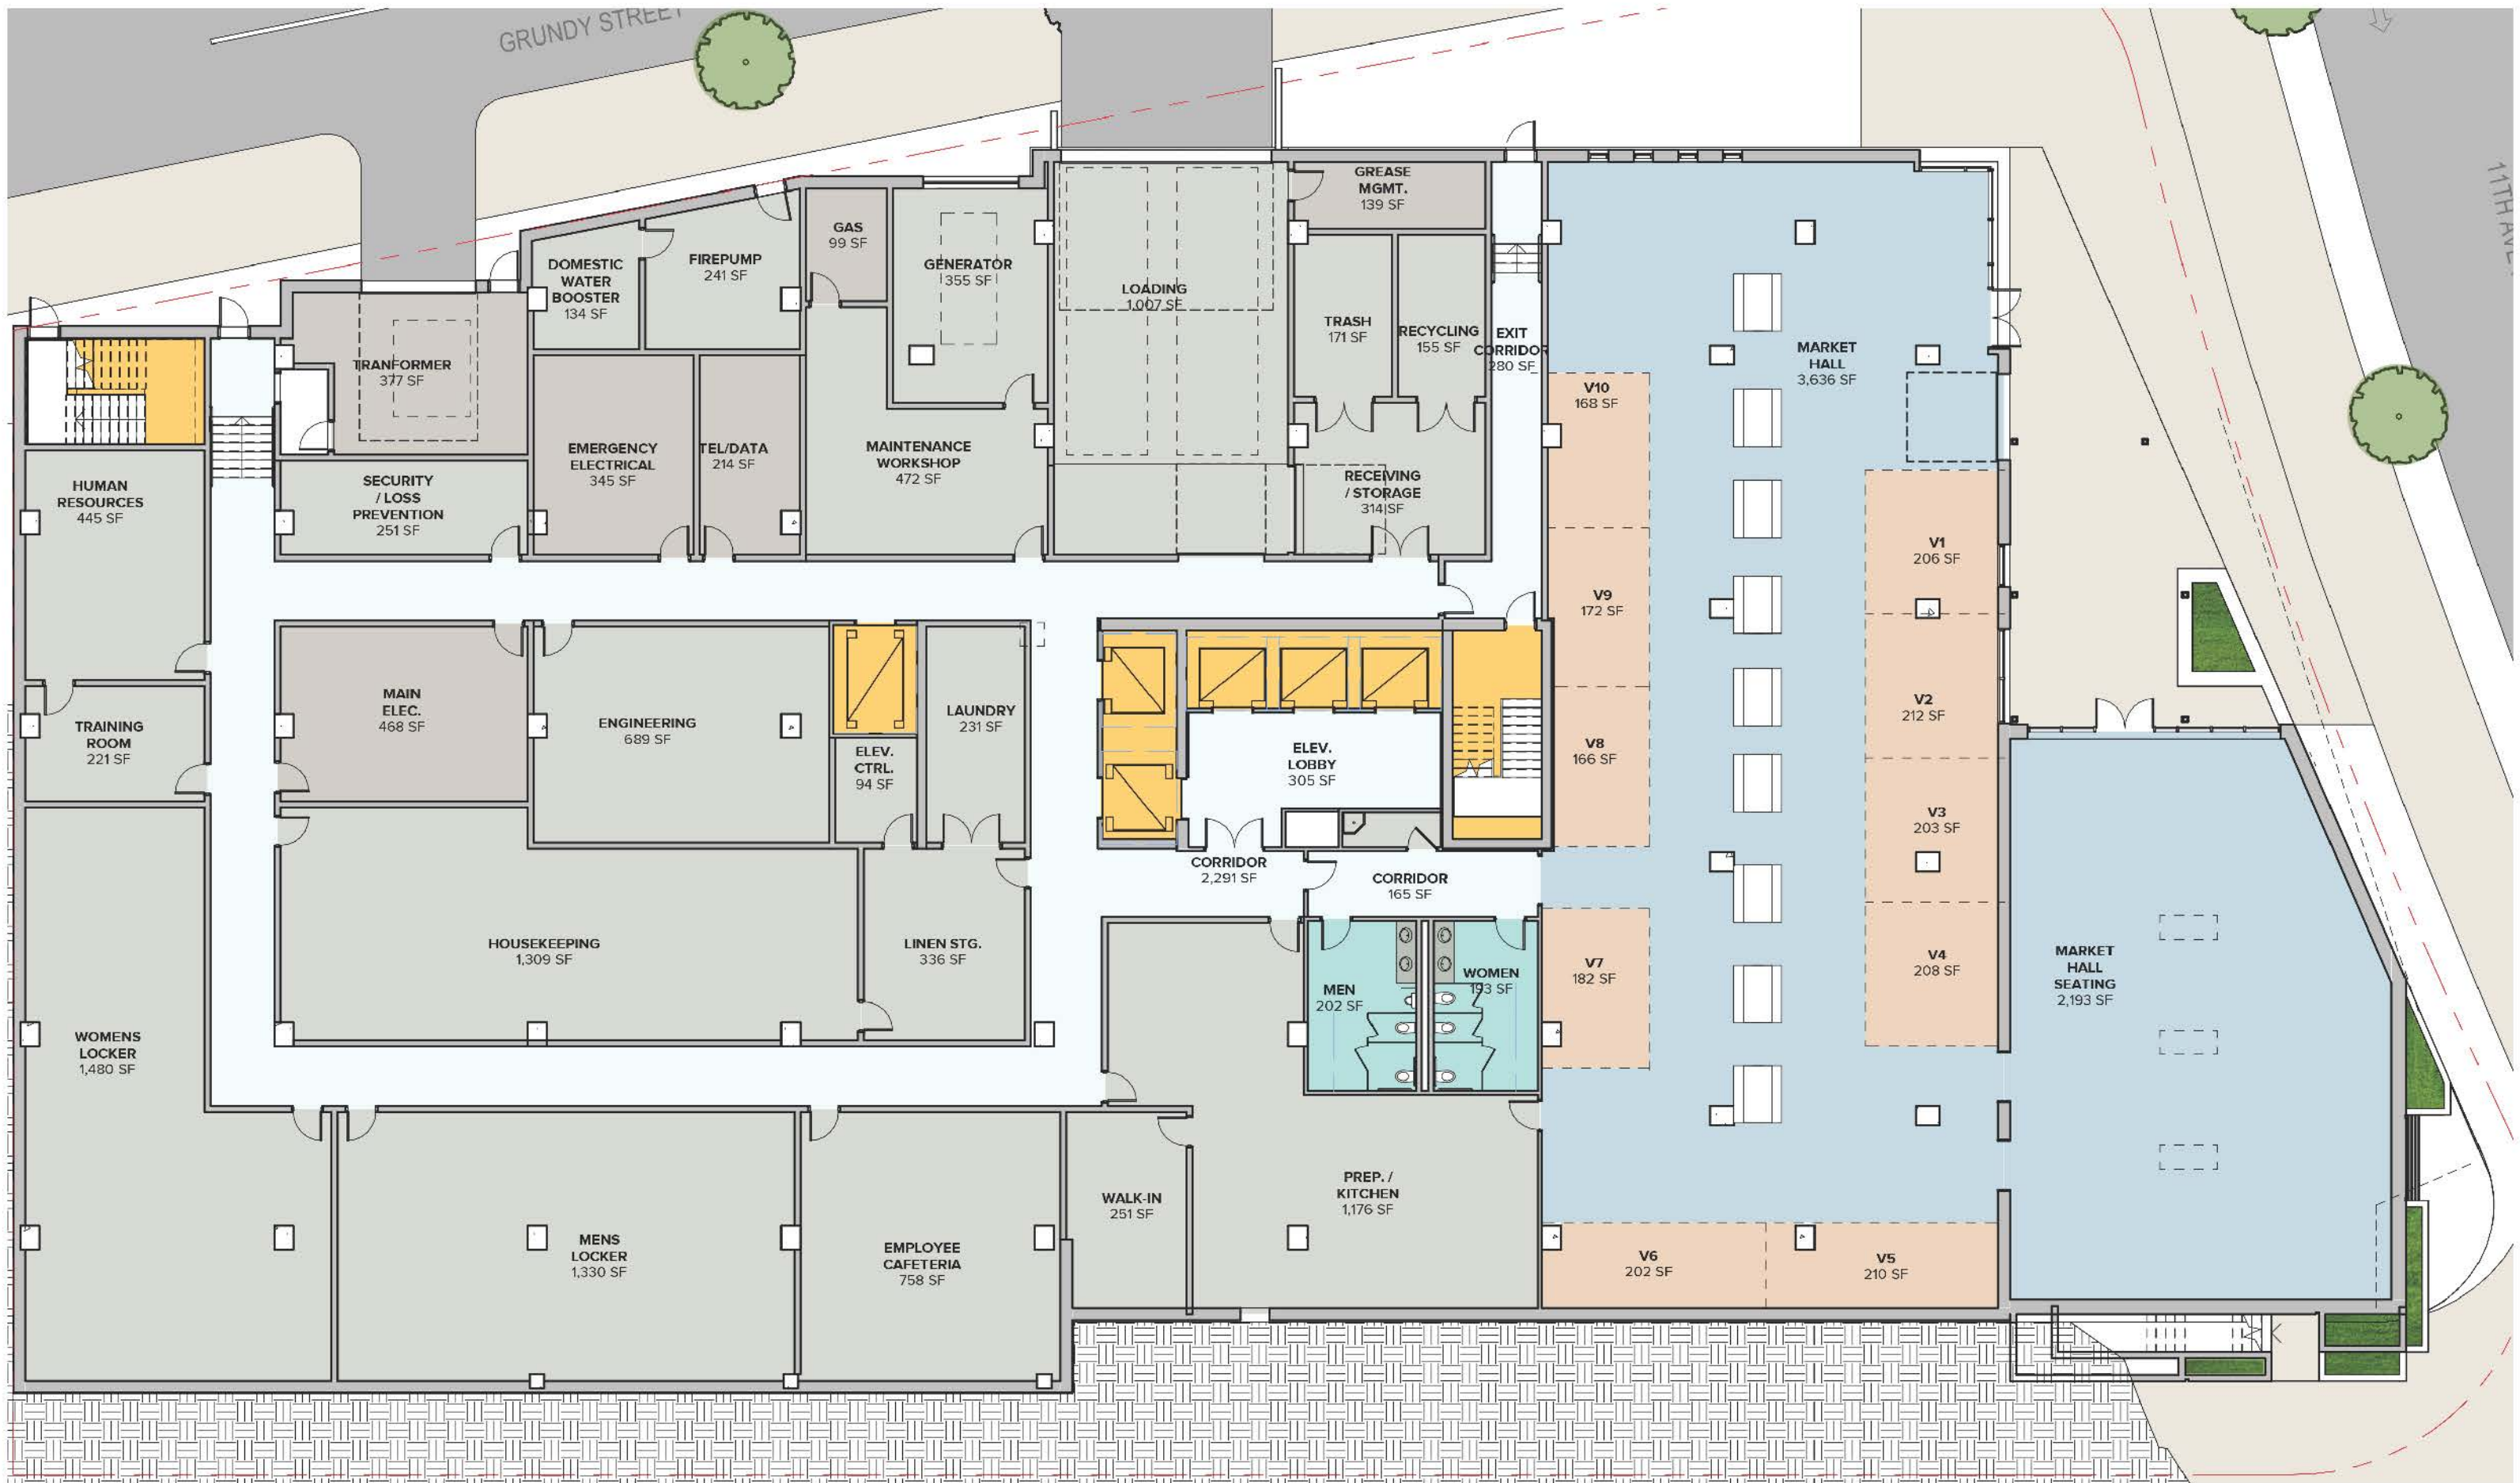 GRUNDY STREET
11TH AVE.
GREASE
MGMT.
139 SF
GAS
99 SF
DOMESTIC
WATER
BOOSTER
134 SF
FIREPUMP
241 SF
GENERATOR
355 SF
LOADING
1,007 SF
TRASH
171 SF
RECYCLING
155 SF
EXIT
CORRIDOR
280 SF
MARKET
HALL
3,636 SF
TRANFORMER
377 SF
V10
168 SF
HUMAN
RESOURCES
445 SF
SECURITY
/ LOSS
PREVENTION
251 SF
EMERGENCY
ELECTRICAL
345 SF
TEL/DATA
214 SF
MAINTENANCE
WORKSHOP
472 SF
RECEIVING
/ STORAGE
314 SF
V1
206 SF
V9
172 SF
TRAINING
ROOM
221 SF
MAIN
ELEC.
468 SF
ENGINEERING
689 SF
ELEV.
CTRL.
94 SF
LAUNDRY
231 SF
ELEV.
LOBBY
305 SF
V8
166 SF
V2
212 SF
V3
203 SF
CORRIDOR
2,291 SF
CORRIDOR
165 SF
HOUSEKEEPING
1,309 SF
LINEN STG.
336 SF
MEN
202 SF
WOMEN
193 SF
V7
182 SF
V4
208 SF
MARKET
HALL
SEATING
2,193 SF
WOMENS
LOCKER
1,480 SF
MENS
LOCKER
1,330 SF
EMPLOYEE
CAFETERIA
758 SF
WALK-IN
251 SF
PREP. /
KITCHEN
1,176 SF
V6
202 SF
V5
210 SF